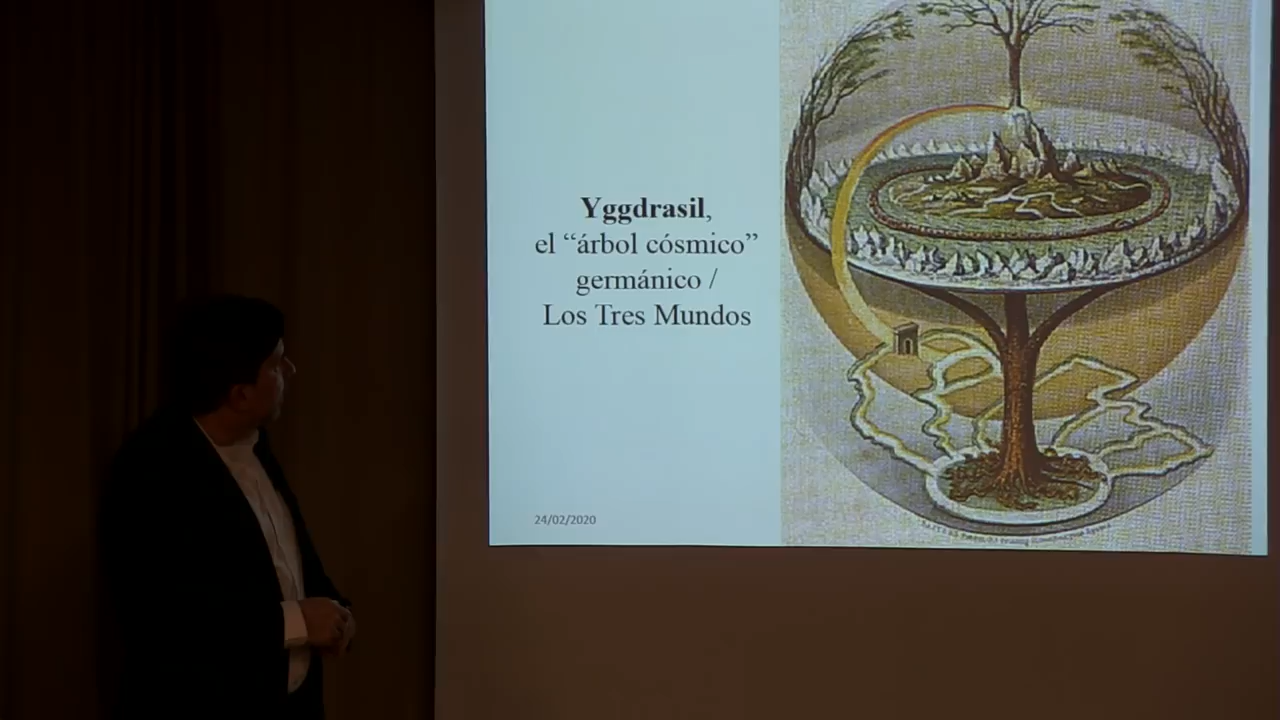 Yggdrasil,
el “árbol cósmico”
germánico /
Los Tres Mundos
24/02/2020